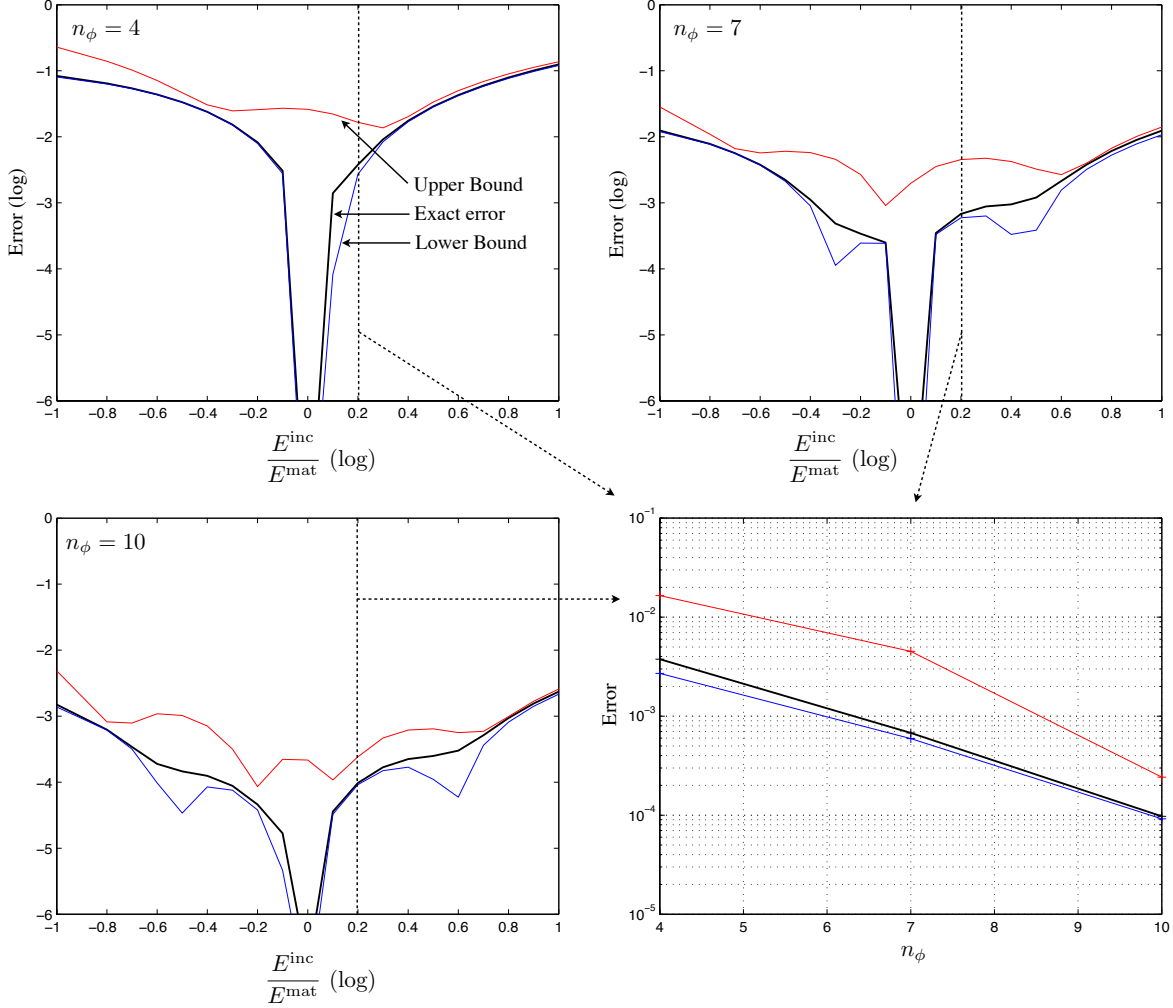 n_ϕ = 4
Error (log)
0
−1
−2
−3
−4
−5
−6
Upper Bound
Exact error
Lower Bound
−1 −0.8 −0.6 −0.4 −0.2 0 0.2 0.4 0.6 0.8 1
E^inc / E^mat (log)
n_ϕ = 7
Error (log)
0
−1
−2
−3
−4
−5
−6
−1 −0.8 −0.6 −0.4 −0.2 0 0.2 0.4 0.6 0.8 1
E^inc / E^mat (log)
n_ϕ = 10
0
−1
−2
−3
−4
−5
−6
−1 −0.8 −0.6 −0.4 −0.2 0 0.2 0.4 0.6 0.8 1
E^inc / E^mat (log)
Error
10^−1
10^−2
10^−3
10^−4
10^−5
4 5 6 7 8 9 10
n_ϕ